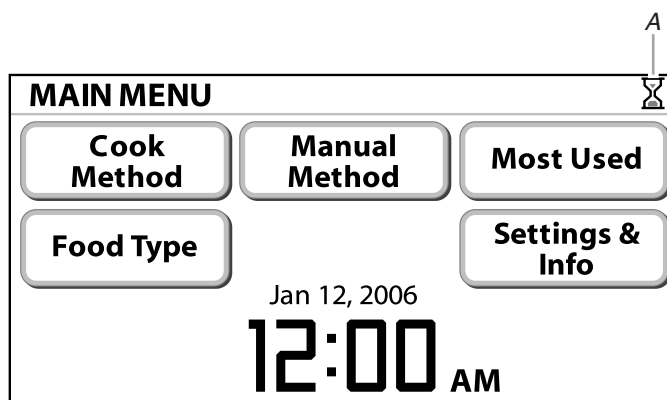 A
MAIN MENU
Cook
Method
Manual
Method
Most Used
Food Type
Settings &
Info
Jan 12, 2006
12:00 AM